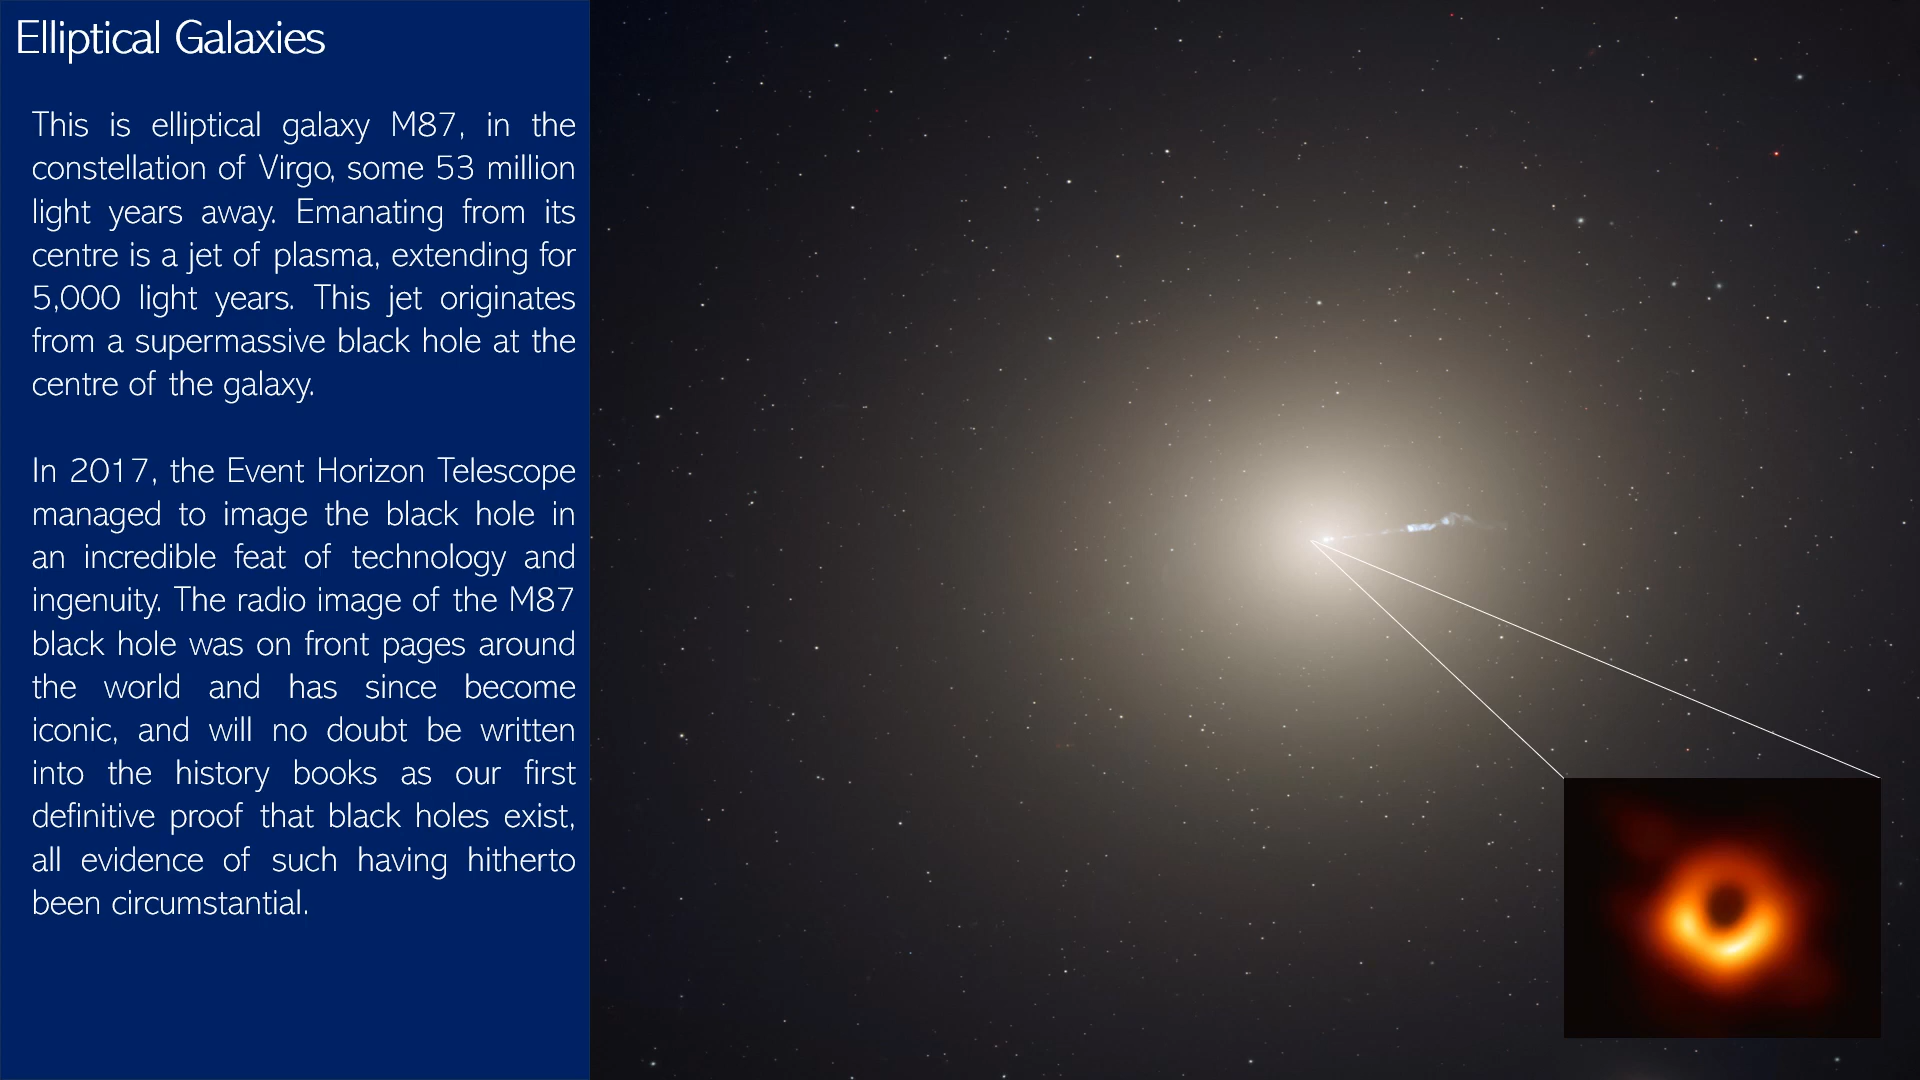 Elliptical Galaxies
This is elliptical galaxy M87, in the
constellation of Virgo, some 53 million
light years away. Emanating from its
centre is a jet of plasma, extending for
5,000 light years. This jet originates
from a supermassive black hole at the
centre of the galaxy.
In 2017, the Event Horizon Telescope
managed to image the black hole in
an incredible feat of technology and
ingenuity. The radio image of the M87
black hole was on front pages around
the world and has since become
iconic, and will no doubt be written
into the history books as our first
definitive proof that black holes exist,
all evidence of such having hitherto
been circumstantial.